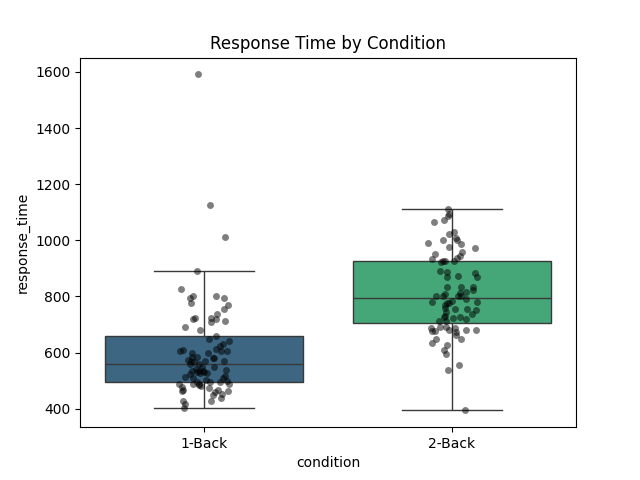 Response Time by Condition
1600
1400
1200
1000
800
600
400
response_time
1-Back
2-Back
condition